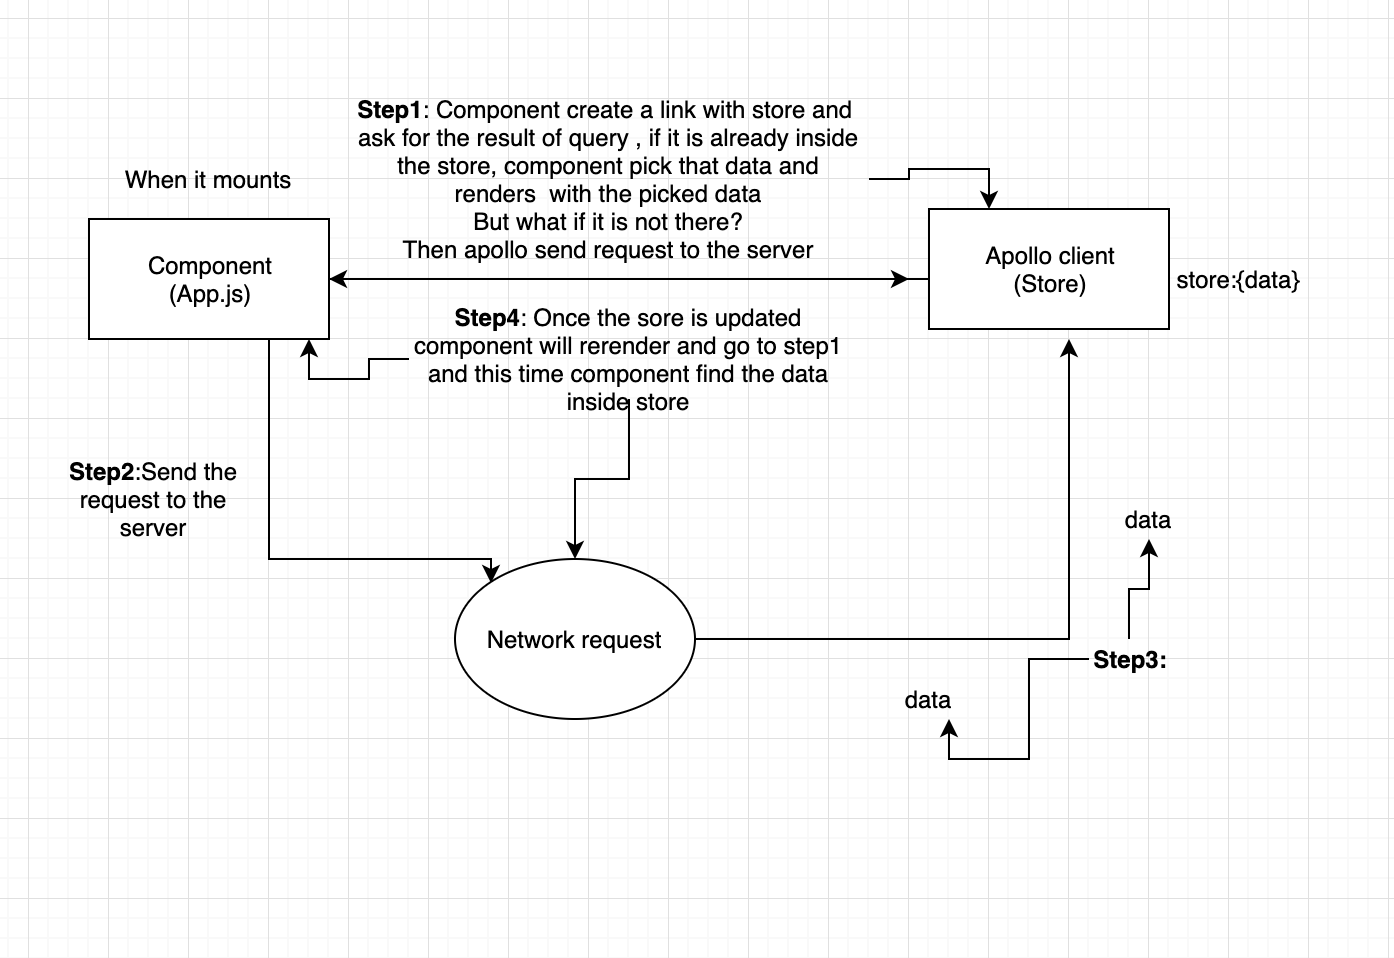 Step1: Component create a link with store and
ask for the result of query , if it is already inside
the store, component pick that data and
renders  with the picked data
But what if it is not there?
Then apollo send request to the server
When it mounts
Component
(App.js)
Apollo client
(Store)
store:{data}
Step4: Once the sore is updated
component will rerender and go to step1
and this time component find the data
inside store
Step2:Send the
request to the
server
data
Network request
Step3:
data